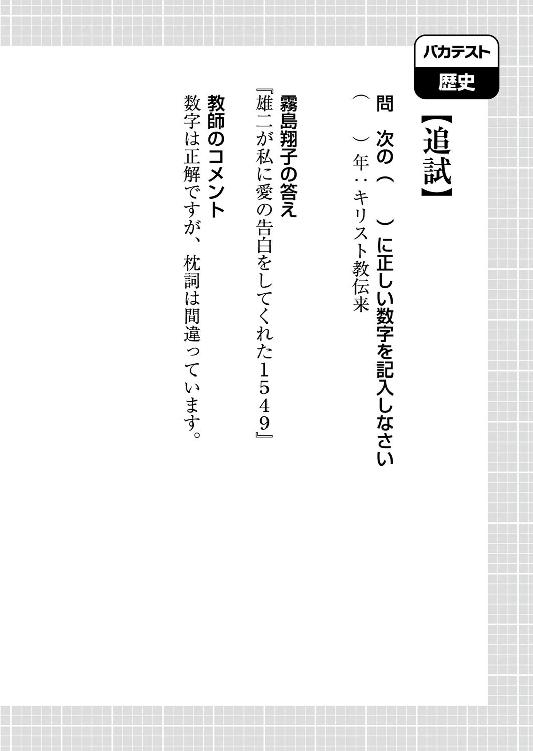 バカテスト
歴史
【追試】
問　次の（　　）に正しい数字を記入しなさい
（　　）年：キリスト教伝来
霧島翔子の答え
『雄二が私に愛の告白をしてくれた１５４９』
教師のコメント
数字は正解ですが、枕詞は間違っています。